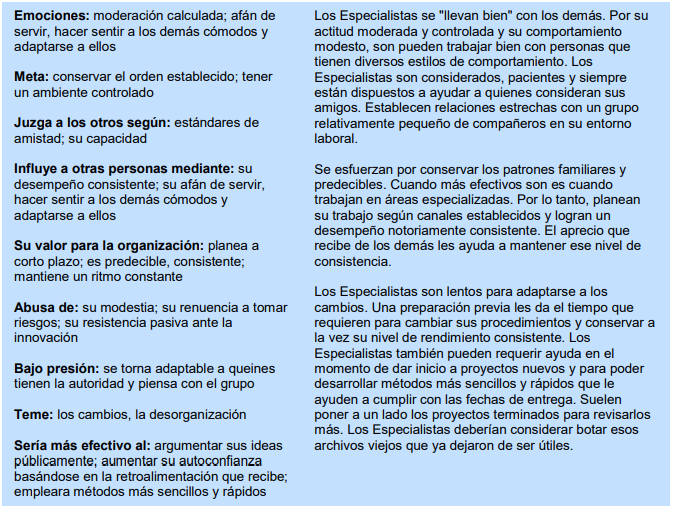 Emociones: moderación calculada; afán de
servir, hacer sentir a los demás cómodos y
adaptarse a ellos
Meta: conservar el orden establecido; tener
un ambiente controlado
Juzga a los otros según: estándares de
amistad; su capacidad
Influye a otras personas mediante: su
desempeño consistente; su afán de servir,
hacer sentir a los demás cómodos y
adaptarse a ellos
Su valor para la organización: planea a
corto plazo; es predecible, consistente;
mantiene un ritmo constante
Abusa de: su modestia; su renuencia a tomar
riesgos; su resistencia pasiva ante la
innovación
Bajo presión: se torna adaptable a queines
tienen la autoridad y piensa con el grupo
Teme: los cambios, la desorganización
Sería más efectivo al: argumentar sus ideas
públicamente; aumentar su autoconfianza
basándose en la retroalimentación que recibe;
empleara métodos más sencillos y rápidos
Los Especialistas se "llevan bien" con los demás. Por su
actitud moderada y controlada y su comportamiento
modesto, son pueden trabajar bien con personas que
tienen diversos estilos de comportamiento. Los
Especialistas son considerados, pacientes y siempre
están dispuestos a ayudar a quienes consideran sus
amigos. Establecen relaciones estrechas con un grupo
relativamente pequeño de compañeros en su entorno
laboral.
Se esfuerzan por conservar los patrones familiares y
predecibles. Cuando más efectivos son es cuando
trabajan en áreas especializadas. Por lo tanto, planean
su trabajo según canales establecidos y logran un
desempeño notoriamente consistente. El aprecio que
recibe de los demás les ayuda a mantener ese nivel de
consistencia.
Los Especialistas son lentos para adaptarse a los
cambios. Una preparación previa les da el tiempo que
requieren para cambiar sus procedimientos y conservar a
la vez su nivel de rendimiento consistente. Los
Especialistas también pueden requerir ayuda en el
momento de dar inicio a proyectos nuevos y para poder
desarrollar métodos más sencillos y rápidos que le
ayuden a cumplir con las fechas de entrega. Suelen
poner a un lado los proyectos terminados para revisarlos
más. Los Especialistas deberían considerar botar esos
archivos viejos que ya dejaron de ser útiles.